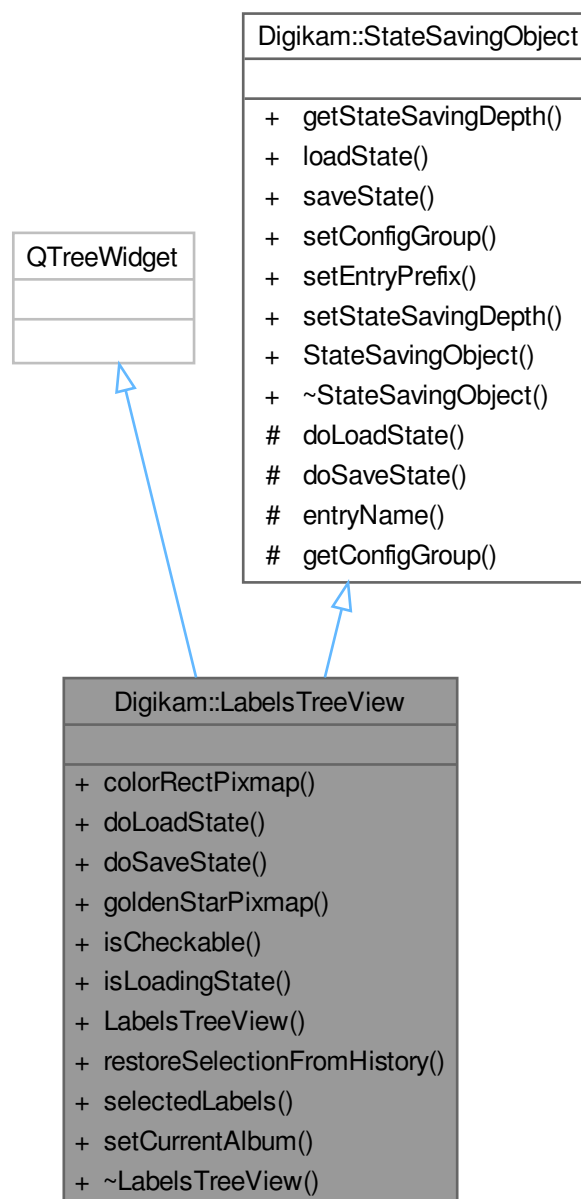 Digikam::StateSavingObject
+ getStateSavingDepth()
+ loadState()
+ saveState()
+ setConfigGroup()
+ setEntryPrefix()
+ setStateSavingDepth()
+ StateSavingObject()
+ ~StateSavingObject()
# doLoadState()
# doSaveState()
# entryName()
# getConfigGroup()
QTreeWidget
Digikam::LabelsTreeView
+ colorRectPixmap()
+ doLoadState()
+ doSaveState()
+ goldenStarPixmap()
+ isCheckable()
+ isLoadingState()
+ LabelsTreeView()
+ restoreSelectionFromHistory()
+ selectedLabels()
+ setCurrentAlbum()
+ ~LabelsTreeView()